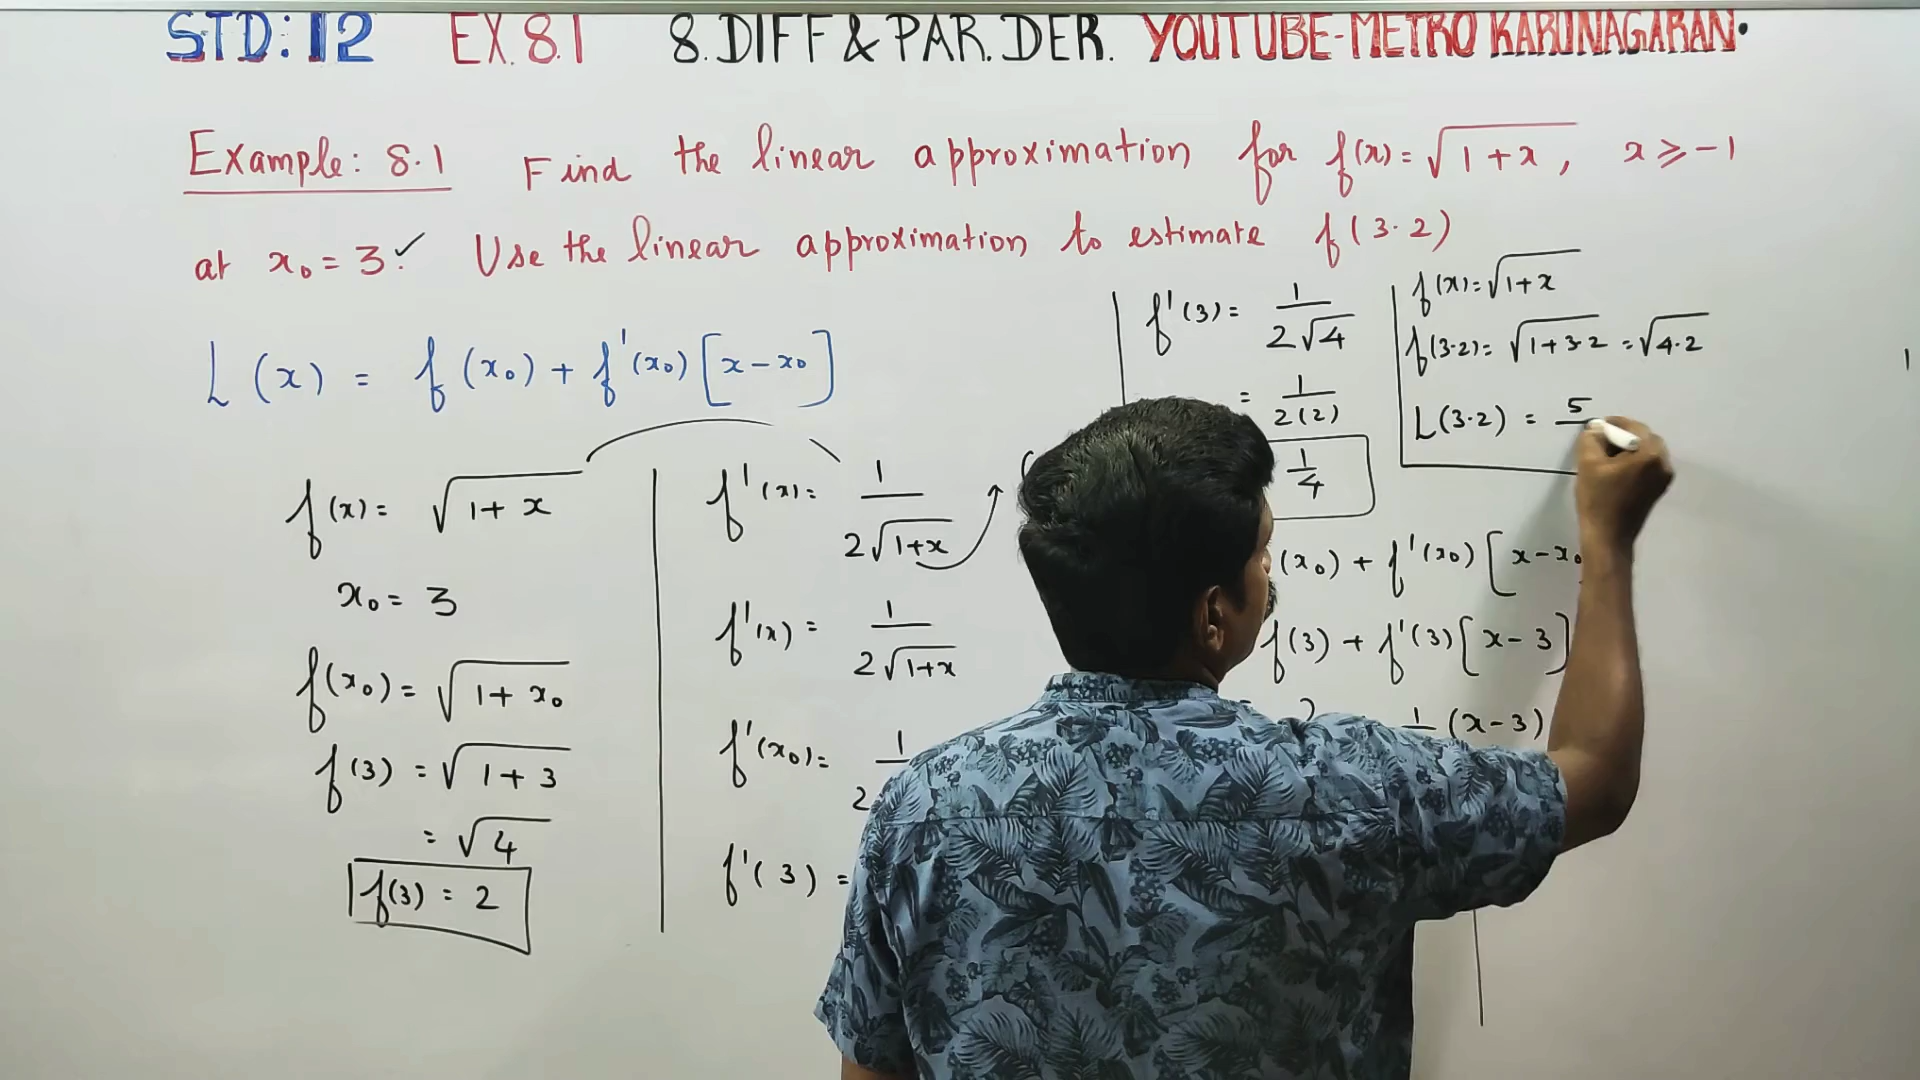 STD: 12 EX. 8.1 8. DIFF & PAR. DER. YOUTUBE-METRO KARUNAGARAN.
Example: 8.1 Find the linear approximation for f(x) = √(1+x), x ≥ -1
at x₀ = 3. ✓ Use the linear approximation to estimate f(3.2)
L(x) = f(x₀) + f'(x₀) [x - x₀]
f(x) = √(1+x)
x₀ = 3
f(x₀) = √(1+x₀)
f(3) = √(1+3)
= √4
f(3) = 2
f'(x) = 1/(2√(1+x))
f'(x) = 1/(2√(1+x))
f'(x₀) = 1/2
f'(3) =
f'(3) = 1/(2√4)
= 1/(2(2))
1/4
(x₀) + f'(x₀) [x - x₀
f(3) + f'(3) [x - 3]
(x - 3)
f(x) = √(1+x)
f(3.2) = √(1+3.2) = √4.2
L(3.2) = 5